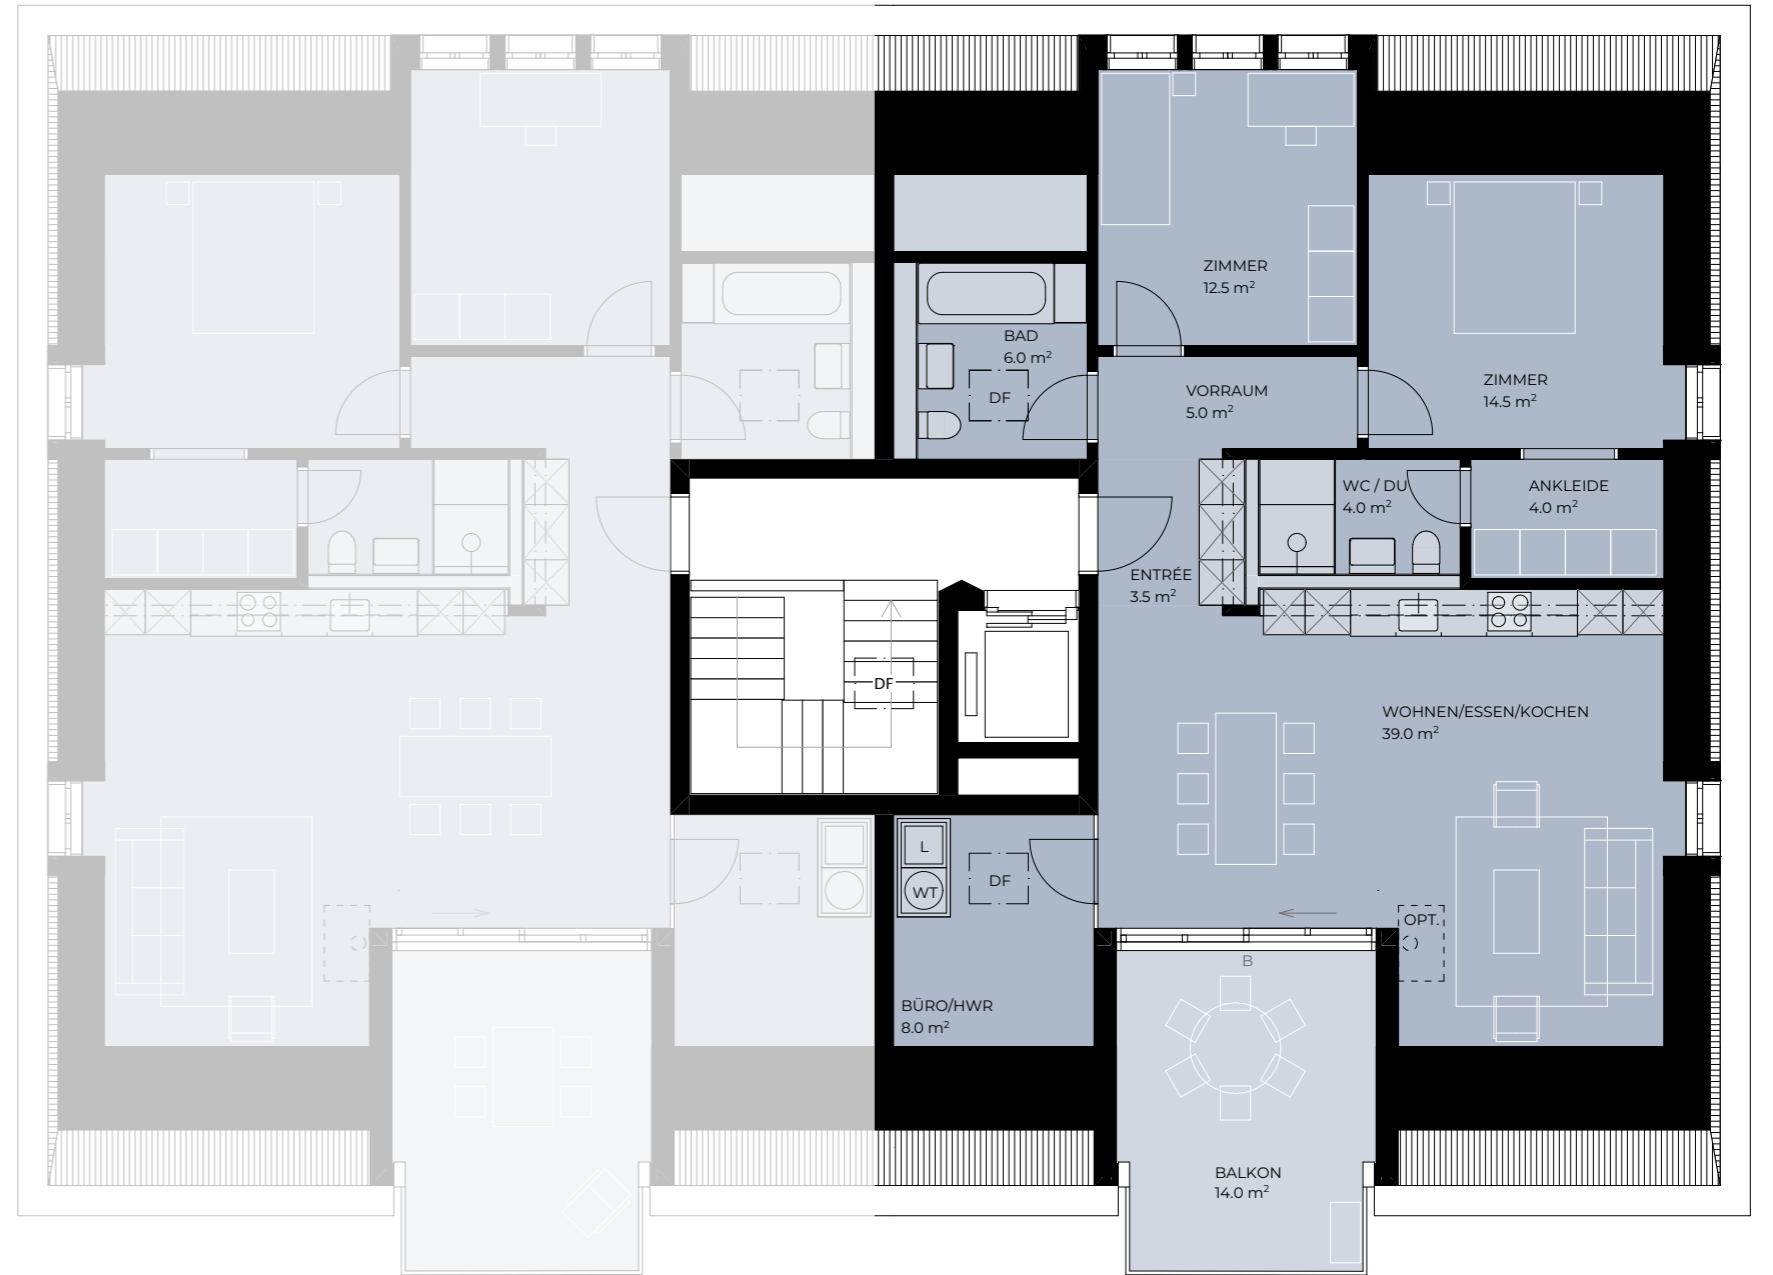 ZIMMER
12.5 m²
BAD
6.0 m²
DF
VORRAUM
5.0 m²
ZIMMER
14.5 m²
WC / DU
4.0 m²
ANKLEIDE
4.0 m²
ENTRÉE
3.5 m²
DF
WOHNEN/ESSEN/KOCHEN
39.0 m²
L
WT
DF
OPT.
B
BÜRO/HWR
8.0 m²
BALKON
14.0 m²